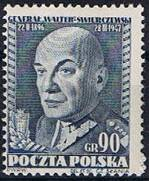 GENERAŁ WALTER-ŚWIERCZEWSKI
22 II 1896 28 III 1947
GR 90
POCZTA POLSKA